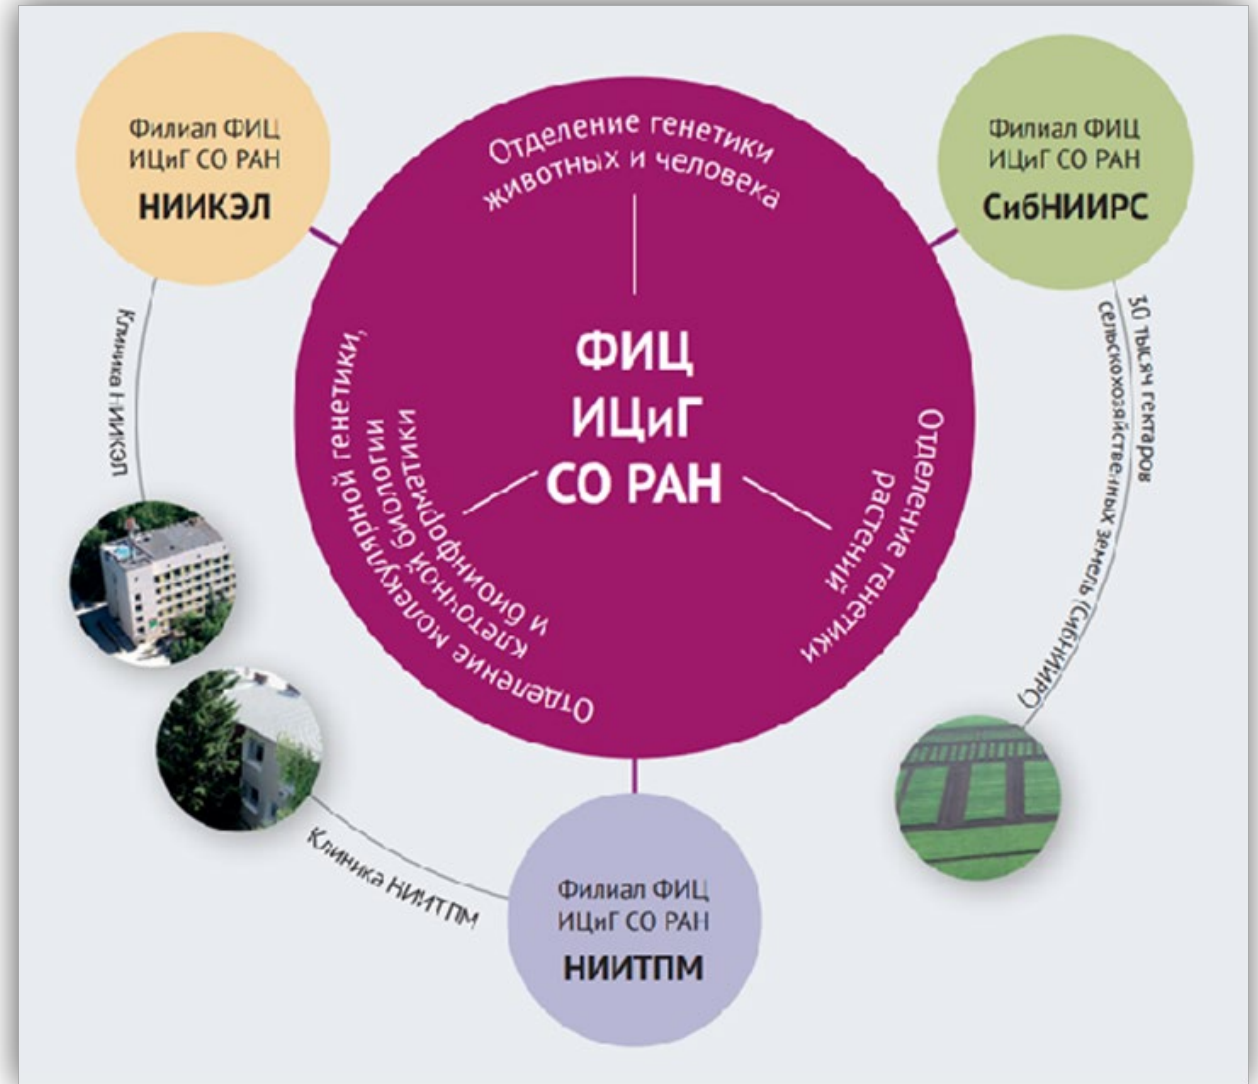 Филиал ФИЦ
ИЦиГ СО РАН
НИИКЭЛ
Отделение генетики
животных и человека
Филиал ФИЦ
ИЦиГ СО РАН
СибНИИРС
Клиника НИИКЭЛ
30 тысяч гектаров
сельскохозяйственных земель (СибНИИРС)
ФИЦ
ИЦиГ
СО РАН
Отделение молекулярной генетики,
клеточной биологии
и биоинформатики
Отделение генетики
растений
Клиника НИИТПМ
Филиал ФИЦ
ИЦиГ СО РАН
НИИТПМ